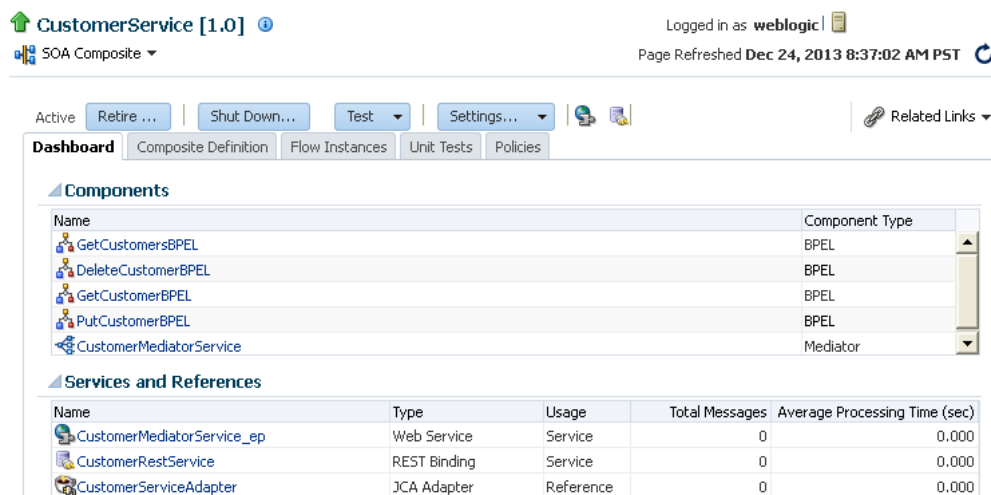 CustomerService [1.0]
Logged in as weblogic
SOA Composite
Page Refreshed Dec 24, 2013 8:37:02 AM PST
Active Retire ... Shut Down... Test Settings... Related Links
Dashboard Composite Definition Flow Instances Unit Tests Policies
Components
Name Component Type
GetCustomersBPEL BPEL
DeleteCustomerBPEL BPEL
GetCustomerBPEL BPEL
PutCustomerBPEL BPEL
CustomerMediatorService Mediator
Services and References
Name Type Usage Total Messages Average Processing Time (sec)
CustomerMediatorService_ep Web Service Service 0 0.000
CustomerRestService REST Binding Service 0 0.000
CustomerServiceAdapter JCA Adapter Reference 0 0.000